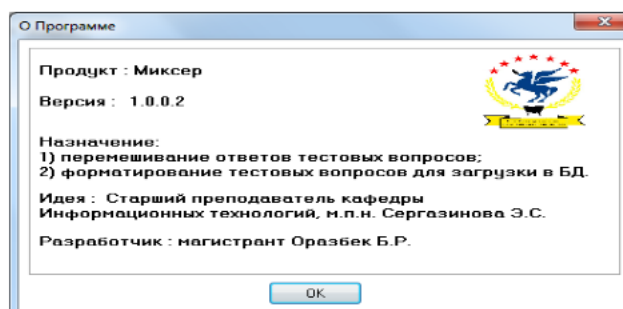 О Программе
Продукт : Миксер
Версия : 1.0.0.2
Назначение:
1) перемешивание ответов тестовых вопросов;
2) форматирование тестовых вопросов для загрузки в БД.
Идея : Старший преподаватель кафедры
Информационных технологий, м.п.н. Сергазинова Э.С.
Разработчик : магистрант Оразбек Б.Р.
OK